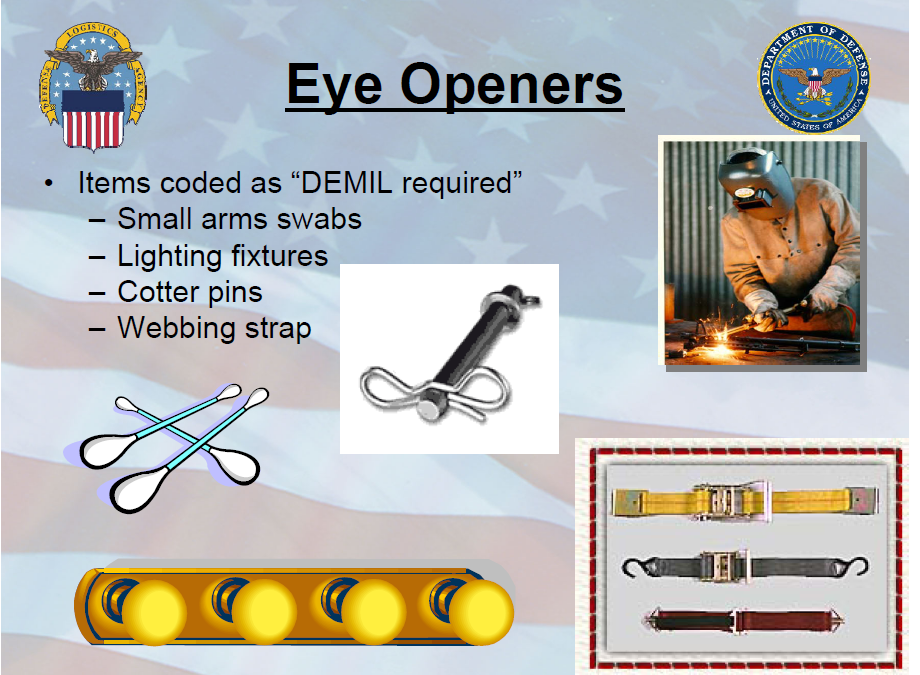 DEFENSE LOGISTICS AGENCY
DEPARTMENT OF DEFENSE
UNITED STATES OF AMERICA
Eye Openers
• Items coded as “DEMIL required”
– Small arms swabs
– Lighting fixtures
– Cotter pins
– Webbing strap